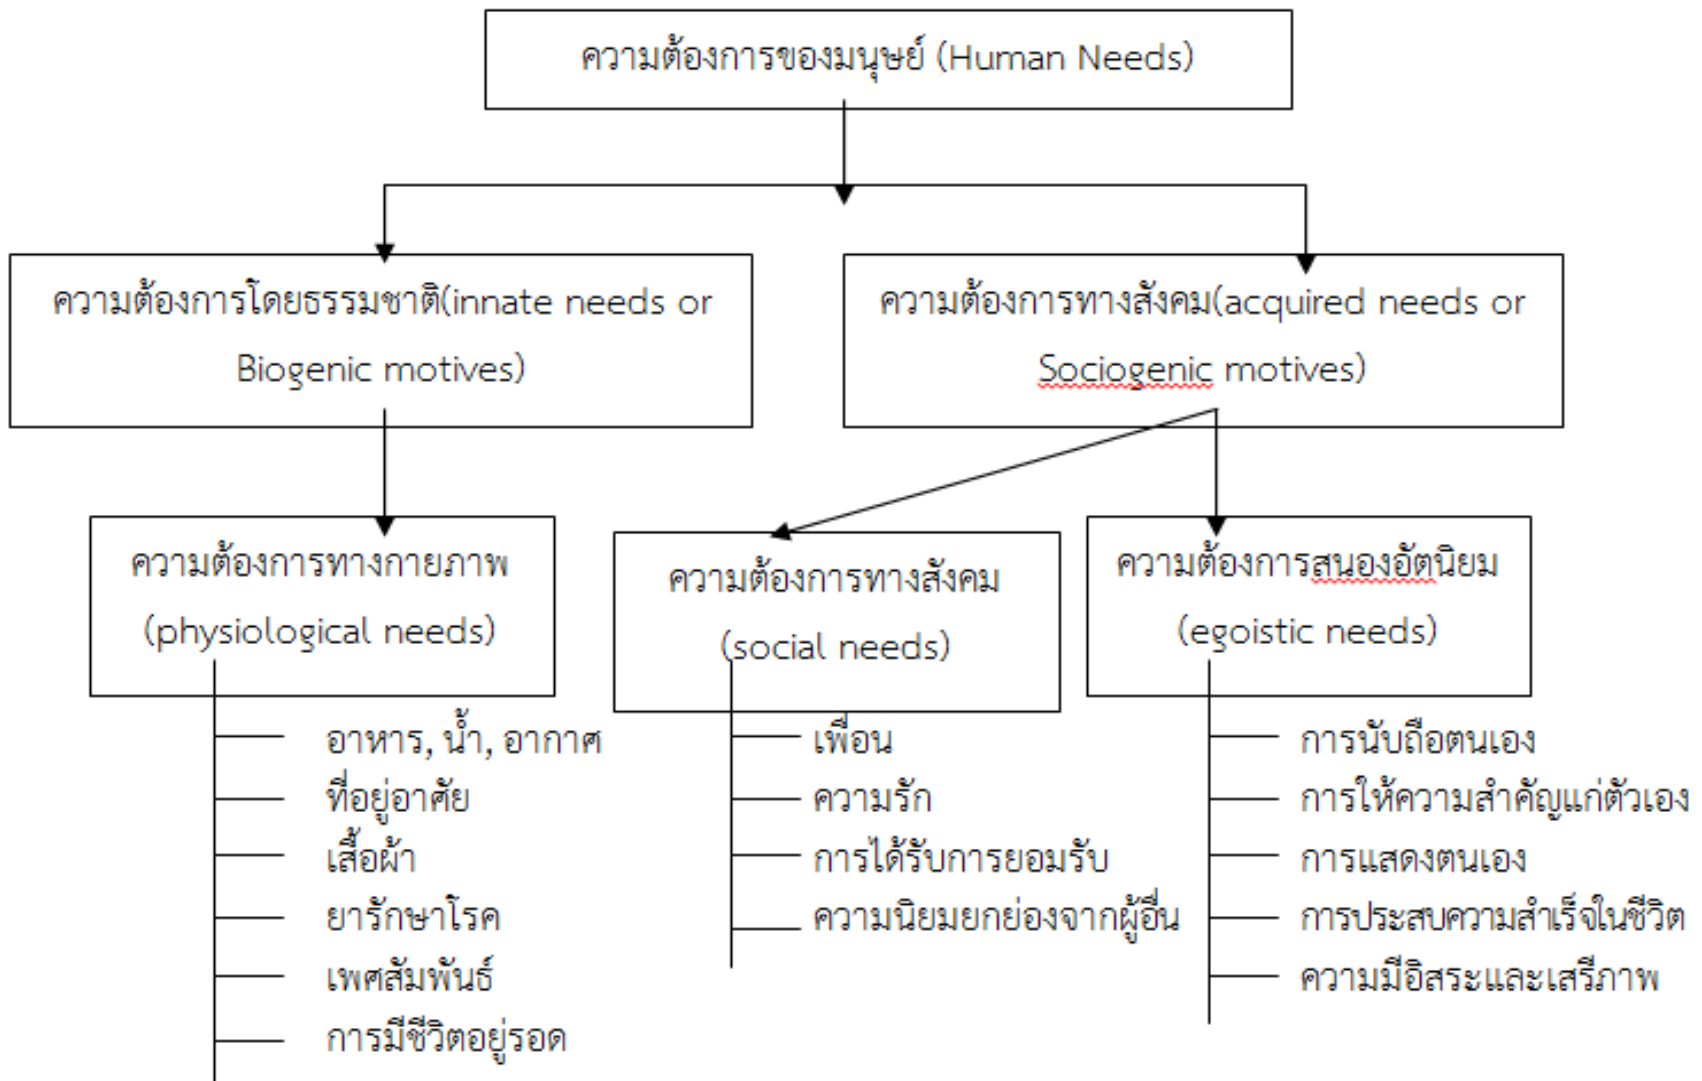 ความต้องการของมนุษย์ (Human Needs)
ความต้องการโดยธรรมชาติ(innate needs or
Biogenic motives)
ความต้องการทางสังคม(acquired needs or
Sociogenic motives)
ความต้องการทางกายภาพ
(physiological needs)
อาหาร, น้ำ, อากาศ
ที่อยู่อาศัย
เสื้อผ้า
ยารักษาโรค
เพศสัมพันธ์
การมีชีวิตอยู่รอด
ความต้องการทางสังคม
(social needs)
เพื่อน
ความรัก
การได้รับการยอมรับ
ความนิยมยกย่องจากผู้อื่น
ความต้องการสนองอัตนิยม
(egoistic needs)
การนับถือตนเอง
การให้ความสำคัญแก่ตัวเอง
การแสดงตนเอง
การประสบความสำเร็จในชีวิต
ความมีอิสระและเสรีภาพ